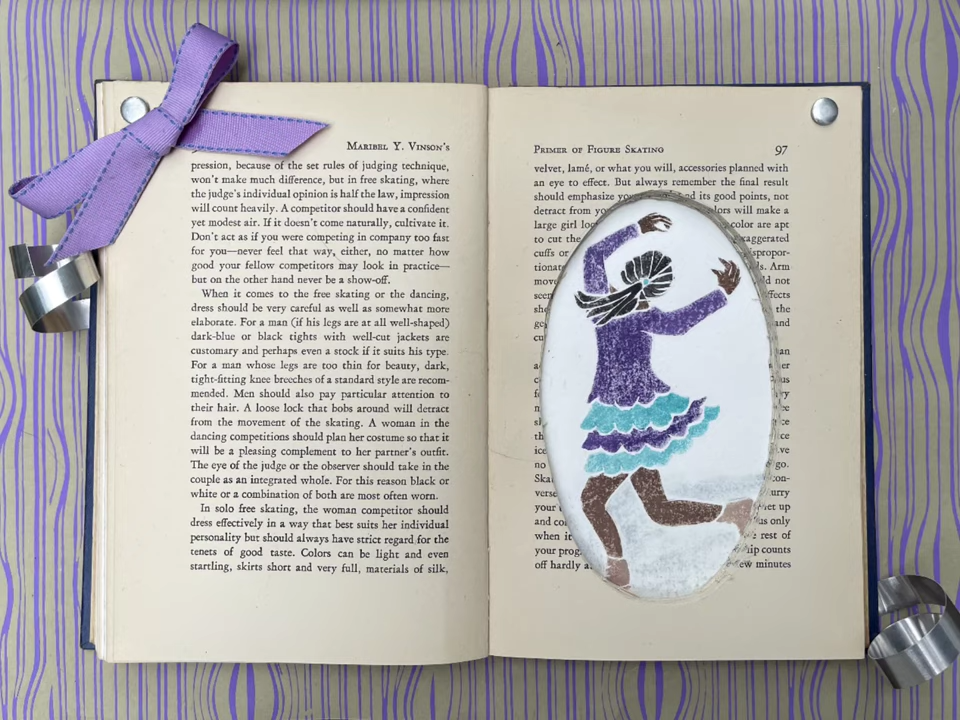 Maribel Y. Vinson's
pression, because of the set rules of judging technique,
won't make much difference, but in free skating, where
the judge's individual opinion is half the law, impression
will count heavily. A competitor should have a confident
yet modest air. If it doesn't come naturally, cultivate it.
Don't act as if you were competing in company too fast
for you—never feel that way, either, no matter how
good your fellow competitors may look in practice—
but on the other hand never be a show-off.
When it comes to the free skating or the dancing,
dress should be very careful as well as somewhat more
elaborate. For a man (if his legs are at all well-shaped)
dark-blue or black tights with well-cut jackets are
customary and perhaps even a stock if it suits his type.
For a man whose legs are too thin for beauty, dark,
tight-fitting knee breeches of a standard style are recom-
mended. Men should also pay particular attention to
their hair. A loose lock that bobs around will detract
from the movement of the skating. A woman in the
dancing competitions should plan her costume so that it
will be a pleasing complement to her partner's outfit.
The eye of the judge or the observer should take in the
couple as an integrated whole. For this reason black or
white or a combination of both are most often worn.
In solo free skating, the woman competitor should
dress effectively in a way that best suits her individual
personality but should always have strict regard for the
tenets of good taste. Colors can be light and even
startling, skirts short and very full, materials of silk,
Primer of Figure Skating 97
velvet, lamé, or what you will, accessories planned with
an eye to effect. But always remember the final result
should emphasize its good points, not
detract from will make a
large girl color are apt
to cut the
cuffs or
Arm
not
and
the
ice
no go.
your up
and only
when it rest of
your counts
off hardly minutes